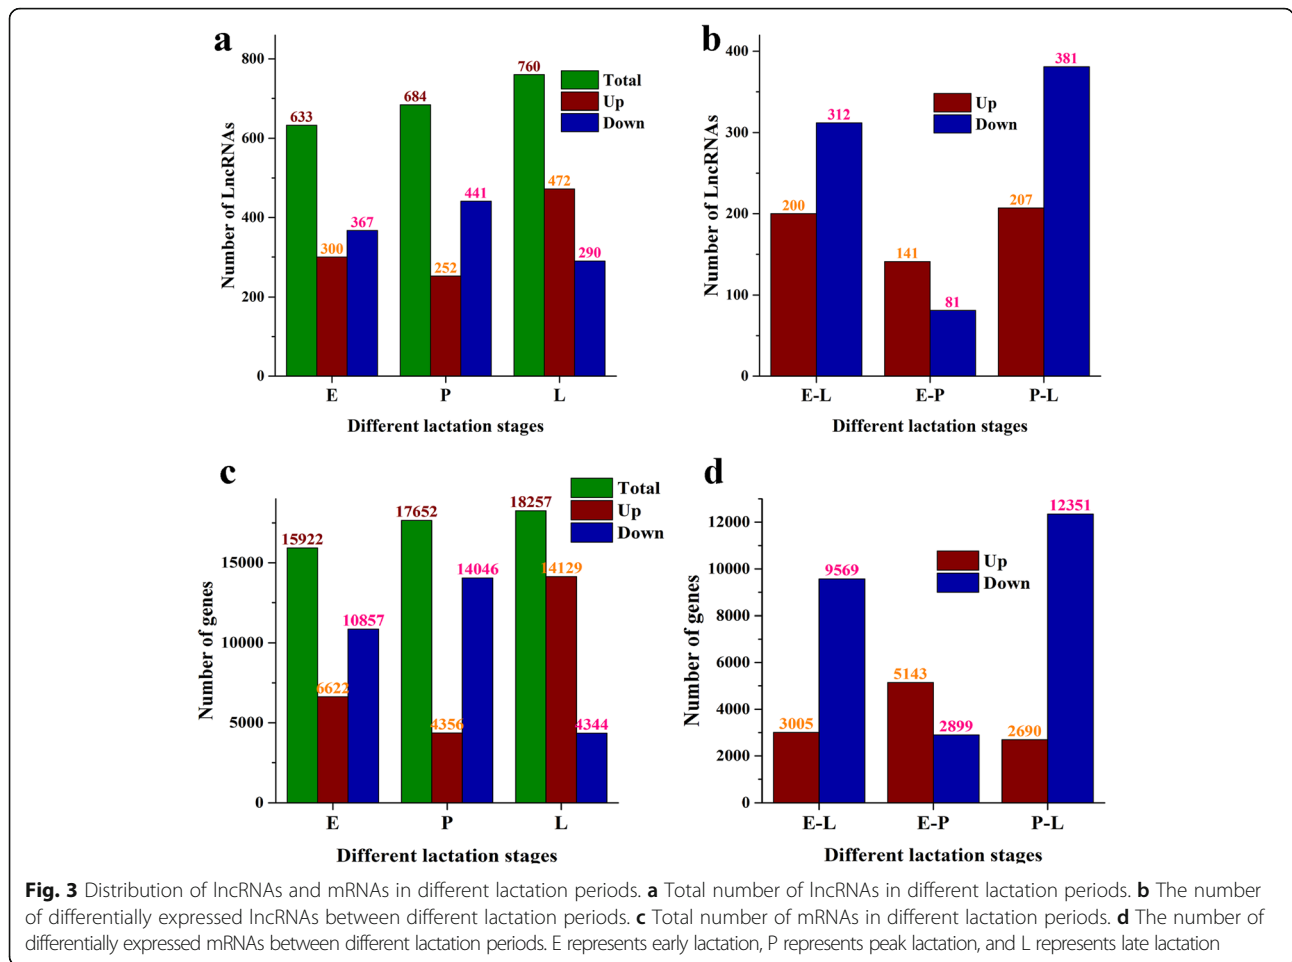 a
800
600
400
200
0
Number of LncRNAs
633
300
367
684
252
441
760
472
290
Total
Up
Down
E
P
L
Different lactation stages
b
400
300
200
100
0
Number of LncRNAs
200
312
141
81
207
381
Up
Down
E-L
E-P
P-L
Different lactation stages
c
15000
10000
5000
0
Number of genes
15922
6622
10857
17652
4356
14046
18257
14129
4344
Total
Up
Down
E
P
L
Different lactation stages
d
12000
10000
8000
6000
4000
2000
0
Number of genes
3005
9569
5143
2899
2690
12351
Up
Down
E-L
E-P
P-L
Different lactation stages
Fig. 3 Distribution of lncRNAs and mRNAs in different lactation periods. a Total number of lncRNAs in different lactation periods. b The number
of differentially expressed lncRNAs between different lactation periods. c Total number of mRNAs in different lactation periods. d The number of
differentially expressed mRNAs between different lactation periods. E represents early lactation, P represents peak lactation, and L represents late lactation